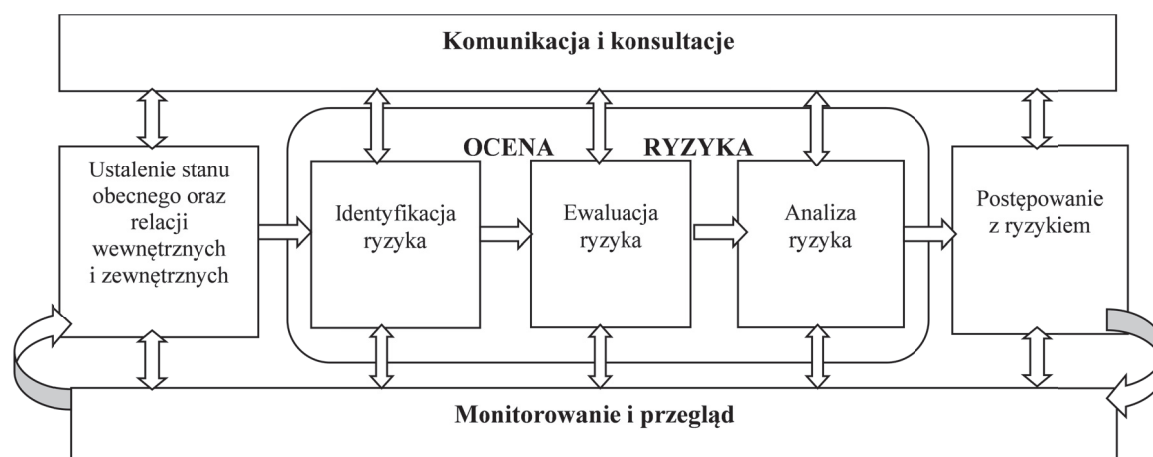 Komunikacja i konsultacje
OCENA RYZYKA
Ustalenie stanu
obecnego oraz
relacji
wewnętrznych
i zewnętrznych
Identyfikacja
ryzyka
Ewaluacja
ryzyka
Analiza
ryzyka
Postępowanie
z ryzykiem
Monitorowanie i przegląd